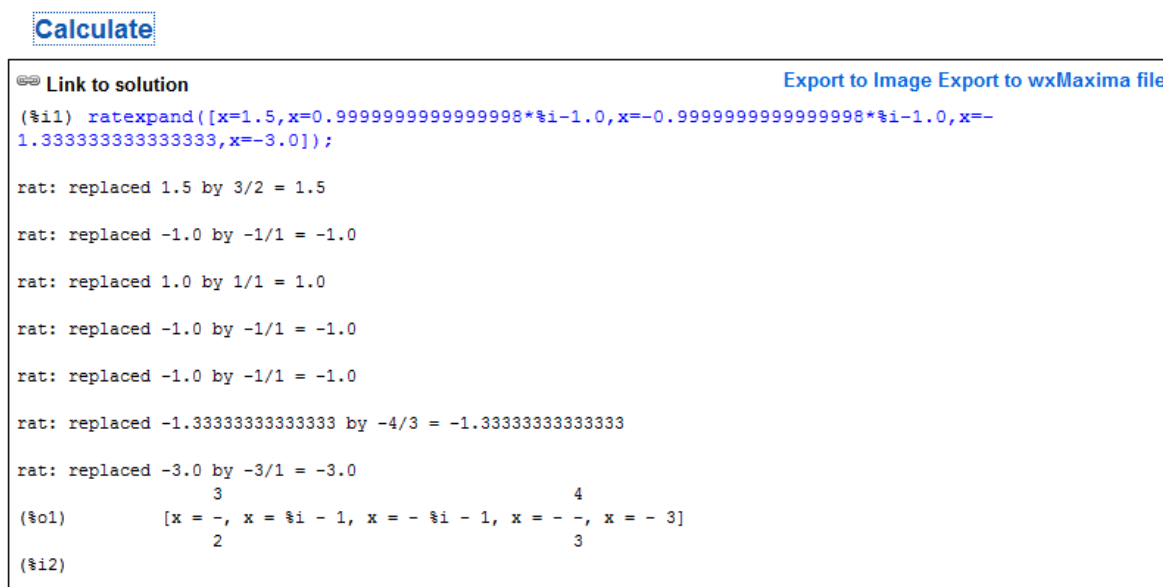 Calculate
Link to solution
Export to Image Export to wxMaxima file
(%i1) ratexpand([x=1.5,x=0.9999999999999998*%i-1.0,x=-0.9999999999999998*%i-1.0,x=-
1.333333333333333,x=-3.0]);
rat: replaced 1.5 by 3/2 = 1.5
rat: replaced -1.0 by -1/1 = -1.0
rat: replaced 1.0 by 1/1 = 1.0
rat: replaced -1.0 by -1/1 = -1.0
rat: replaced -1.0 by -1/1 = -1.0
rat: replaced -1.33333333333333 by -4/3 = -1.33333333333333
rat: replaced -3.0 by -3/1 = -3.0
3 4
(%o1) [x = -, x = %i - 1, x = - %i - 1, x = - -, x = - 3]
2 3
(%i2)